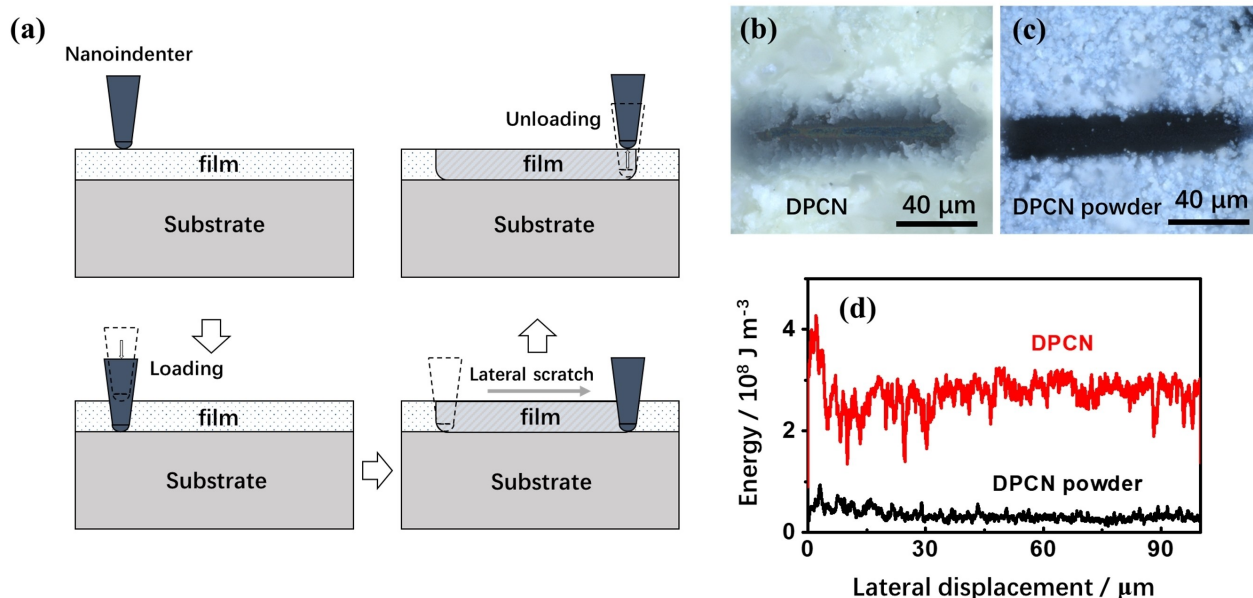 (a)
Nanoindenter
film
Substrate
Unloading
film
Substrate
Loading
film
Substrate
Lateral scratch
film
Substrate
(b)
DPCN
40 μm
(c)
DPCN powder
40 μm
(d)
DPCN
DPCN powder
Energy / 10⁸ J m⁻³
4
2
0
0 30 60 90
Lateral displacement / μm